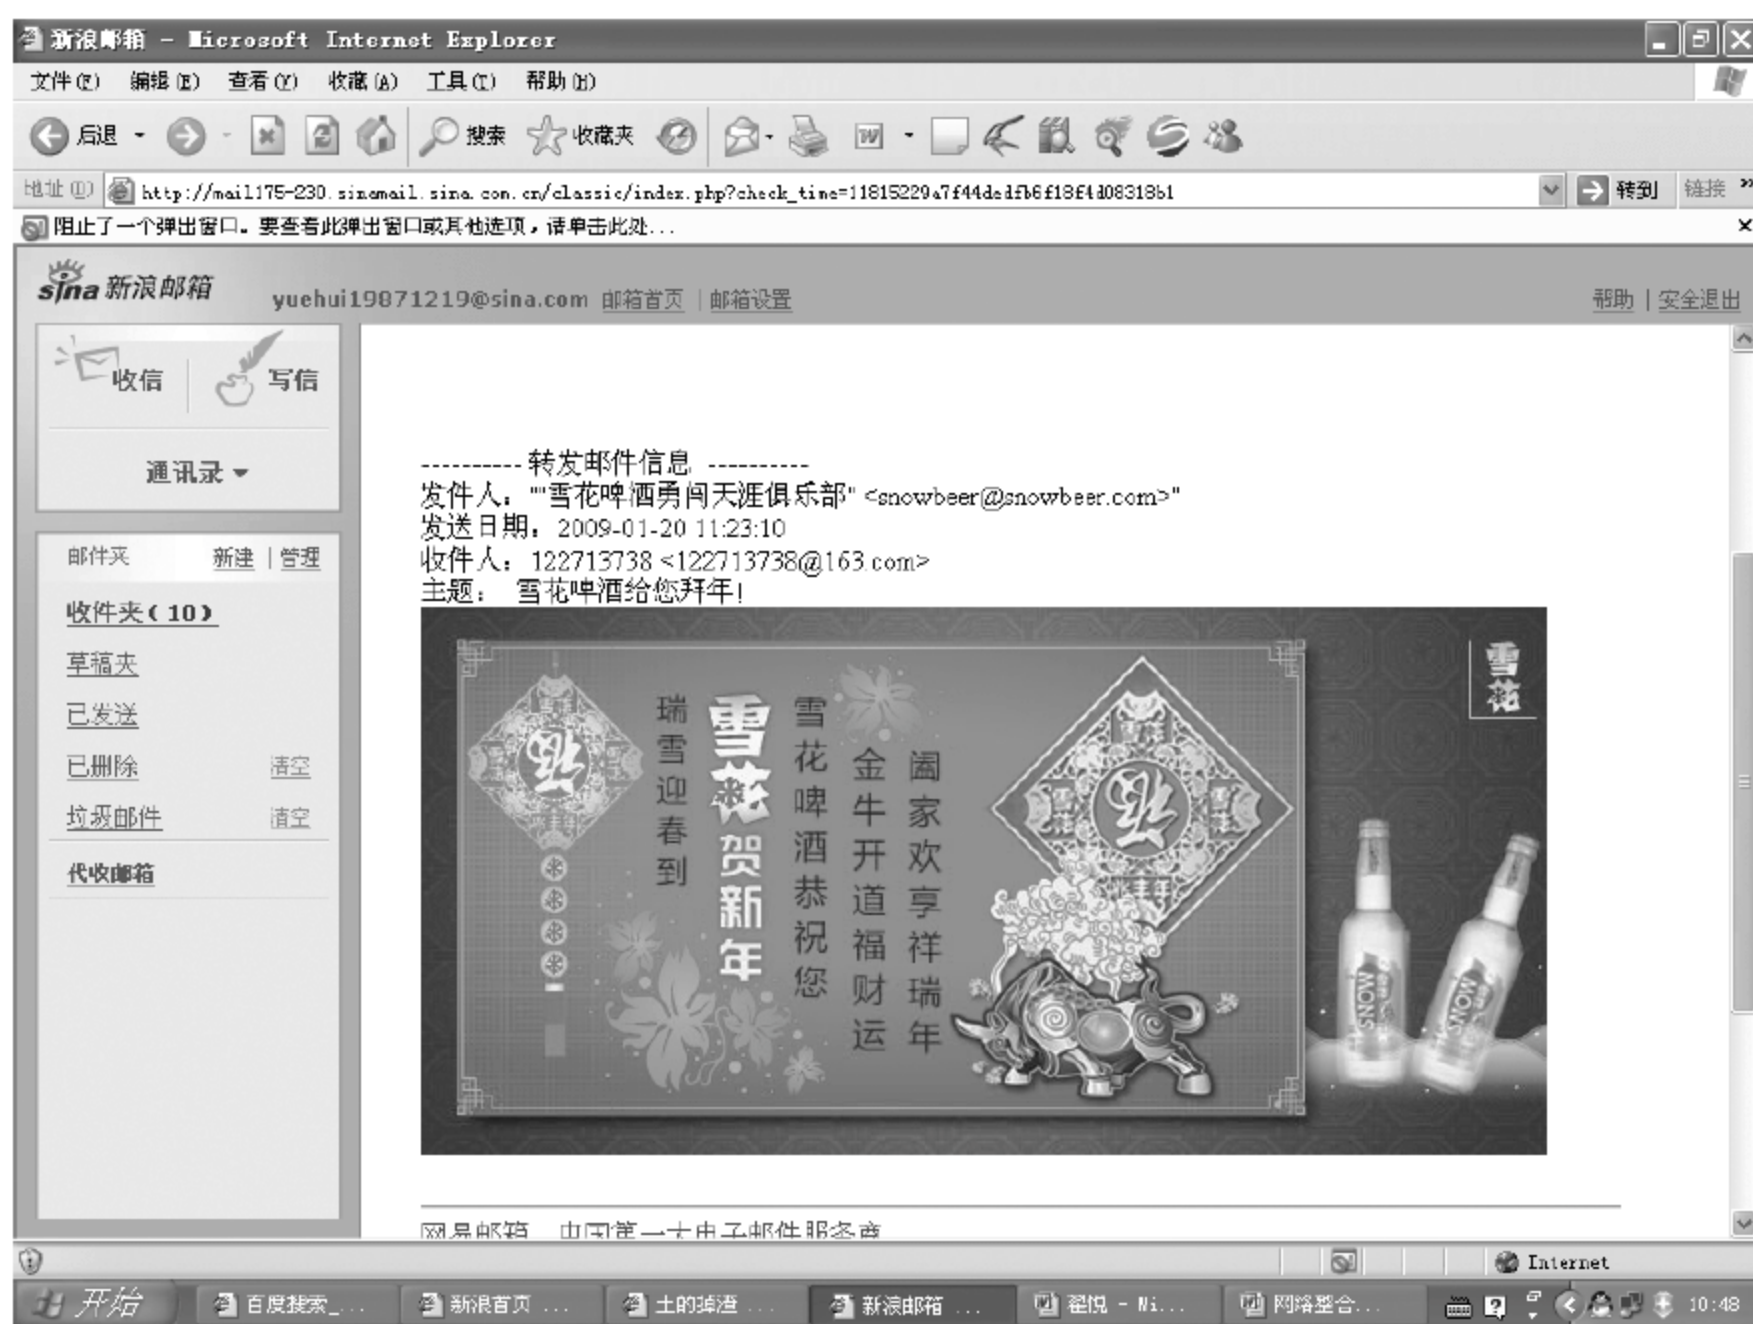 新浪邮箱 - Microsoft Internet Explorer
文件(F) 编辑(E) 查看(V) 收藏(A) 工具(T) 帮助(H)
后退 搜索 收藏夹
地址(D) http://mail175-230.sinamail.sina.com.cn/classic/index.php?check_time=11815229a7f44dedfb6f18f4d08318b1 转到 链接 »
阻止了一个弹出窗口。要查看此弹出窗口或其他选项，请单击此处...
sina 新浪邮箱 yuehui19871219@sina.com 邮箱首页 | 邮箱设置 帮助 | 安全退出
收信 写信
通讯录
邮件夹 新建 | 管理
收件夹(10)
草稿夹
已发送
已删除 清空
垃圾邮件 清空
代收邮箱
---------- 转发邮件信息 ----------
发件人：""雪花啤酒勇闯天涯俱乐部" <snowbeer@snowbeer.com>"
发送日期：2009-01-20 11:23:10
收件人：122713738 <122713738@163.com>
主题： 雪花啤酒给您拜年!
瑞雪迎春到
雪花贺新年
雪花啤酒恭祝您
金牛开道福财运
阖家欢享祥瑞年
雪花
SNOW
SNOW
网易邮箱，中国第一大电子邮件服务商
Internet
开始 百度搜索_... 新浪首页 ... 土的掉渣 ... 新浪邮箱 ... 翟悦 - Mi... 网络整合... 10:48